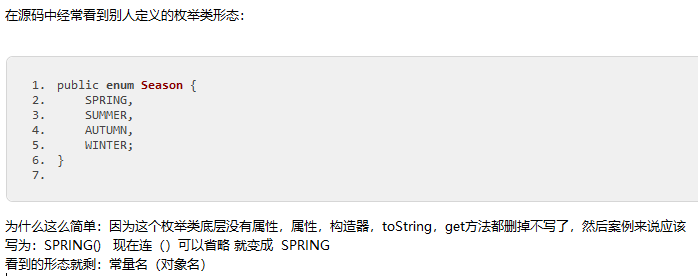 在源码中经常看到别人定义的枚举类形态：
1. public enum Season {
2.     SPRING,
3.     SUMMER,
4.     AUTUMN,
5.     WINTER;
6. }
7.
为什么这么简单：因为这个枚举类底层没有属性，属性，构造器，toString，get方法都删掉不写了，然后案例来说应该
写为：SPRING()   现在连（）可以省略 就变成  SPRING
看到的形态就剩：常量名（对象名）